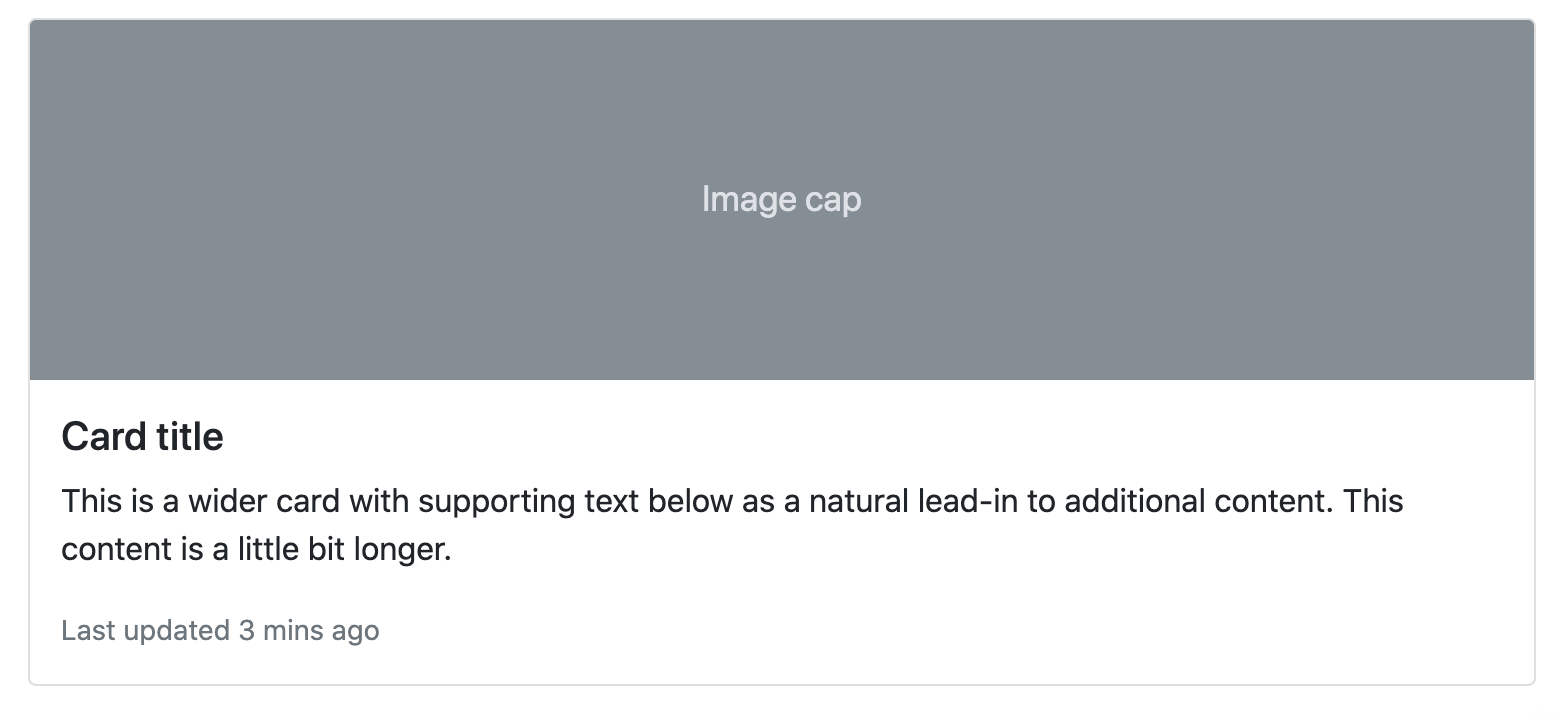 Image cap
Card title
This is a wider card with supporting text below as a natural lead-in to additional content. This
content is a little bit longer.
Last updated 3 mins ago